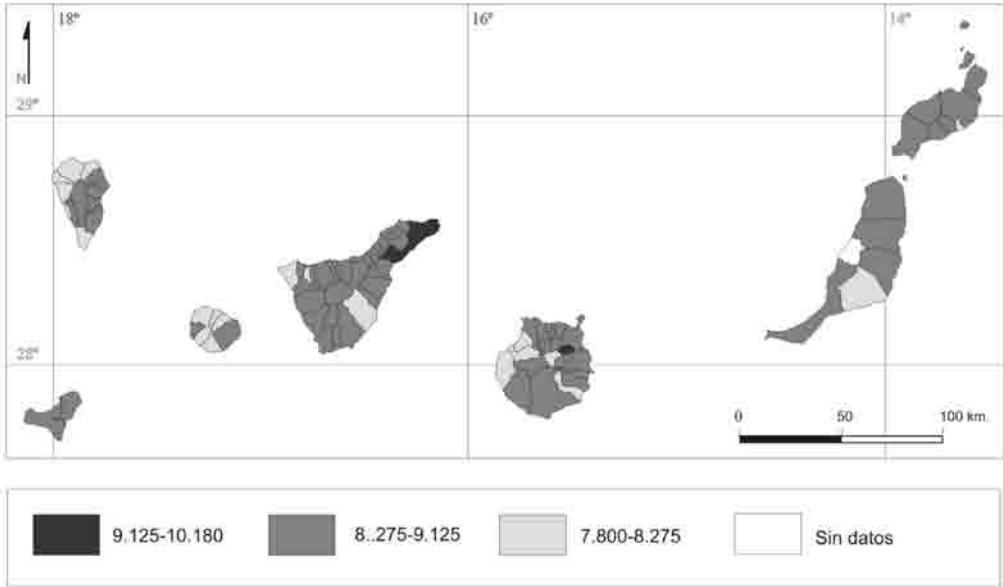 18º 16º 14º
N
29º
28º
0 50 100 km.
9.125-10.180 8..275-9.125 7.800-8.275 Sin datos